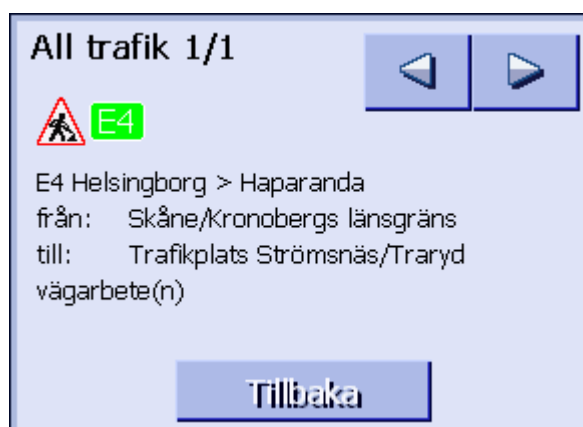 All trafik 1/1
E4
E4 Helsingborg > Haparanda
från: Skåne/Kronobergs länsgräns
till: Trafikplats Strömsnäs/Traryd
vägarbete(n)
Tillbaka